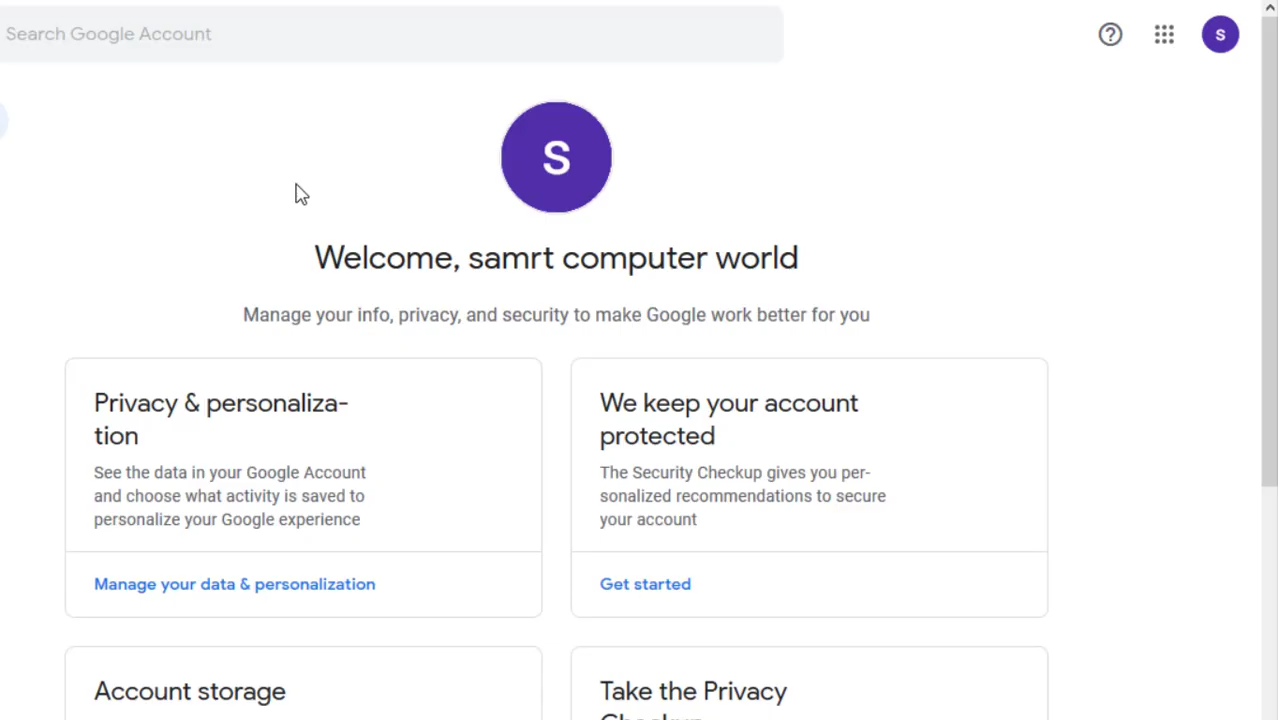 Search Google Account
S
S
Welcome, samrt computer world
Manage your info, privacy, and security to make Google work better for you
Privacy & personaliza-
tion
See the data in your Google Account
and choose what activity is saved to
personalize your Google experience
Manage your data & personalization
We keep your account
protected
The Security Checkup gives you per-
sonalized recommendations to secure
your account
Get started
Account storage
Take the Privacy
Checkup